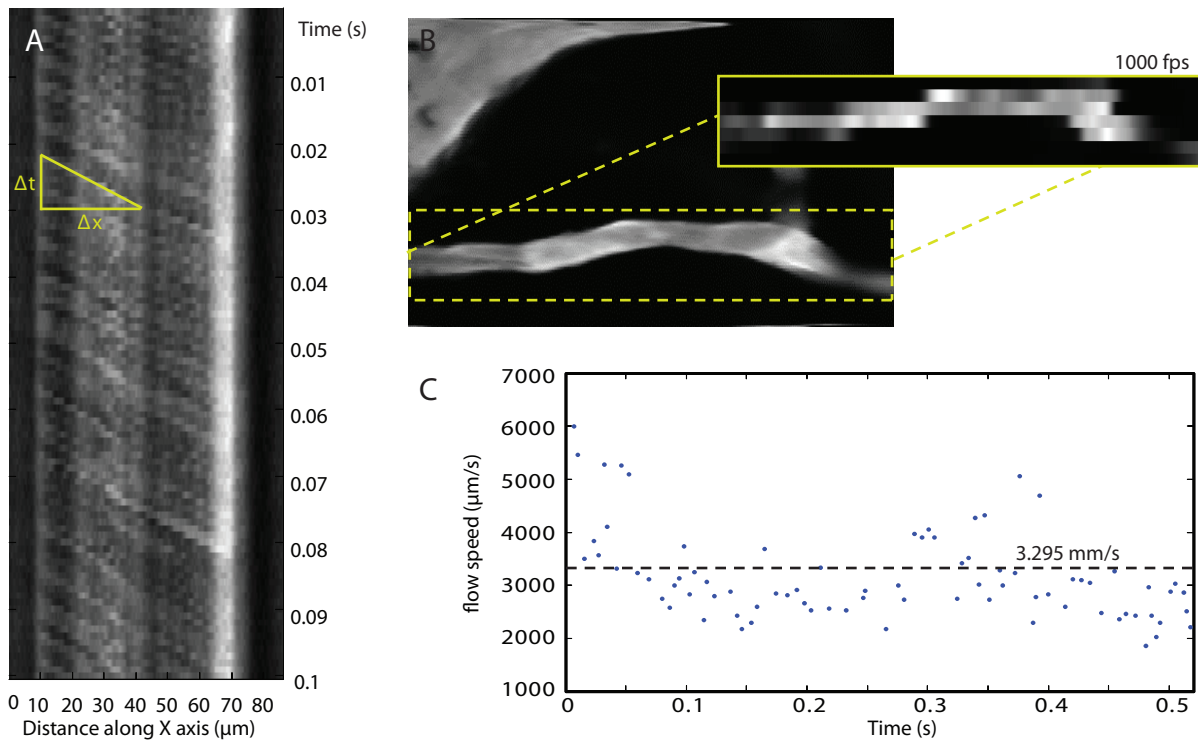 A
Time (s)
0.01
0.02
0.03
0.04
0.05
0.06
0.07
0.08
0.09
0.1
Δt
Δx
0 10 20 30 40 50 60 70 80
Distance along X axis (μm)
B
1000 fps
C
7000
6000
5000
4000
3000
2000
1000
flow speed (μm/s)
3.295 mm/s
0 0.1 0.2 0.3 0.4 0.5
Time (s)